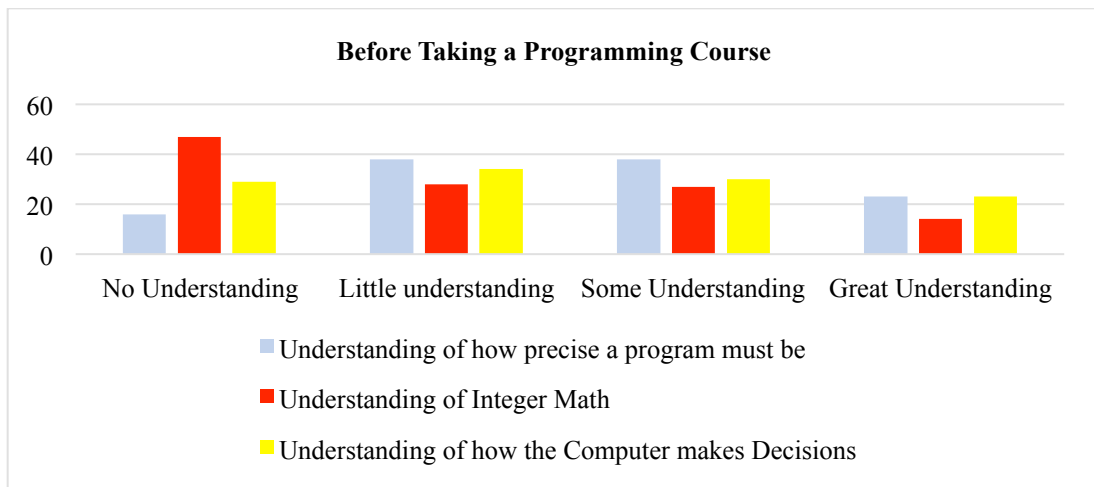 Before Taking a Programming Course
60
40
20
0
No Understanding Little understanding Some Understanding Great Understanding
Understanding of how precise a program must be
Understanding of Integer Math
Understanding of how the Computer makes Decisions